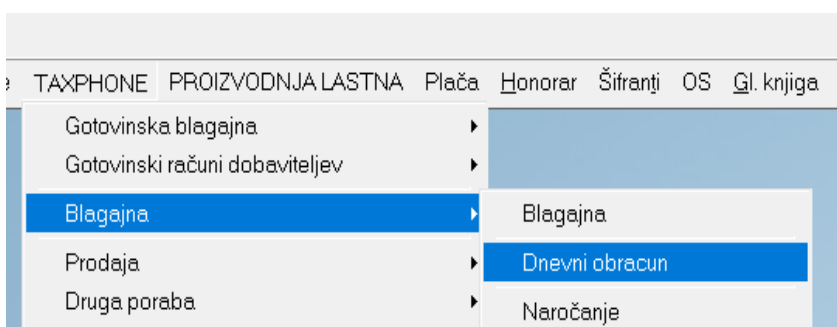 TAXPHONE PROIZVODNJA LASTNA Plača Honorar Šifranti OS Gl. knjiga
Gotovinska blagajna
Gotovinski računi dobaviteljev
Blagajna
Blagajna
Prodaja
Dnevni obracun
Druga poraba
Naročanje